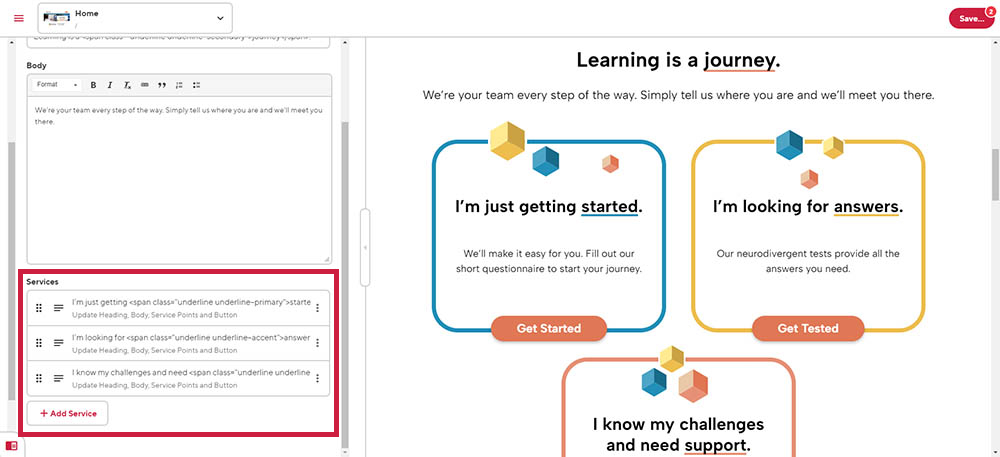 Home
/
Save...
2
Learning is a <span class="underline underline-secondary">journey</span>.
Body
Format
B I Tx
We're your team every step of the way. Simply tell us where you are and we'll meet you
there.
Services
I'm just getting <span class="underline underline-primary">starte
Update Heading, Body, Service Points and Button
I'm looking for <span class="underline underline-accent">answer
Update Heading, Body, Service Points and Button
I know my challenges and need <span class="underline underline
Update Heading, Body, Service Points and Button
+ Add Service
Learning is a journey.
We're your team every step of the way. Simply tell us where you are and we'll meet you there.
I'm just getting started.
We'll make it easy for you. Fill out our
short questionnaire to start your journey.
Get Started
I'm looking for answers.
Our neurodivergent tests provide all the
answers you need.
Get Tested
I know my challenges
and need support.